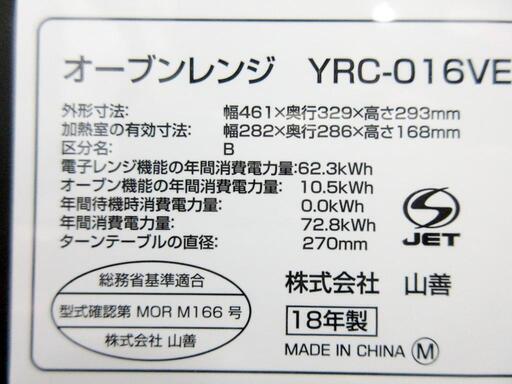 オーブンレンジ YRC-016VE
外形寸法: 幅461×奥行329×高さ293mm
加熱室の有効寸法: 幅282×奥行286×高さ168mm
区分名: B
電子レンジ機能の年間消費電力量: 62.3kWh
オーブン機能の年間消費電力量: 10.5kWh
年間待機時消費電力量: 0.0kWh
年間消費電力量: 72.8kWh
ターンテーブルの直径: 270mm
S
JET
総務省基準適合
型式確認第 MOR M166 号
株式会社 山善
株式会社 山善
18年製
MADE IN CHINA M